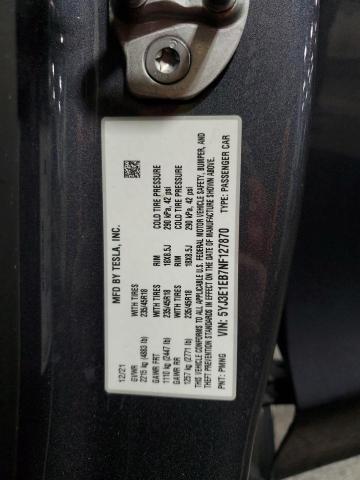 MFD BY TESLA, INC.
12/21
GVWR WITH TIRES RIM COLD TIRE PRESSURE
2215 kg (4883 lb) 235/45R18 18X8.5J 290 kPa, 42 psi
GAWR FRT WITH TIRES RIM COLD TIRE PRESSURE
1110 kg (2447 lb) 235/45R18 18X8.5J 290 kPa, 42 psi
GAWR RR
1257 kg (2771 lb)
THIS VEHICLE CONFORMS TO ALL APPLICABLE U.S. FEDERAL MOTOR VEHICLE SAFETY, BUMPER, AND
THEFT PREVENTION STANDARDS IN EFFECT ON THE DATE OF MANUFACTURE SHOWN ABOVE.
VIN: 5YJ3E1EB7NF127870
PNT: PMNG TYPE: PASSENGER CAR